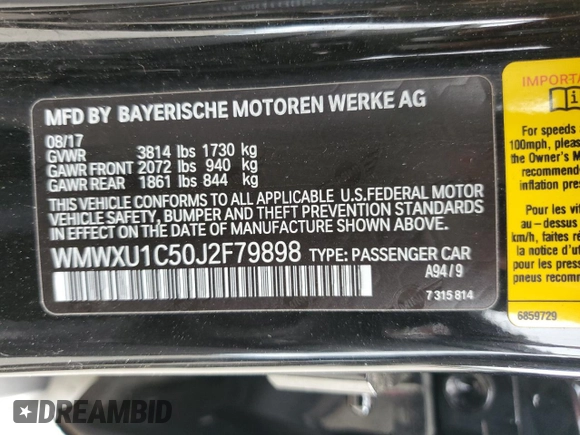 MFD BY BAYERISCHE MOTOREN WERKE AG
08/17
GVWR 3814 lbs 1730 kg
GAWR FRONT 2072 lbs 940 kg
GAWR REAR 1861 lbs 844 kg
THIS VEHICLE CONFORMS TO ALL APPLICABLE U.S.FEDERAL MOTOR
VEHICLE SAFETY, BUMPER AND THEFT PREVENTION STANDARDS
IN EFFECT ON THE DATE OF MANUFACTURE SHOWN ABOVE.
WMWXU1C50J2F79898 TYPE: PASSENGER CAR
A94/9
7 315 814
IMPORTA
i
For speeds
100mph, please
the Owner's M
recommend
inflation pres
Pour les vi
au-dessus
km/h, faites
la notice d'ut
pour les press
pneus recomm
6859729
DREAMBID